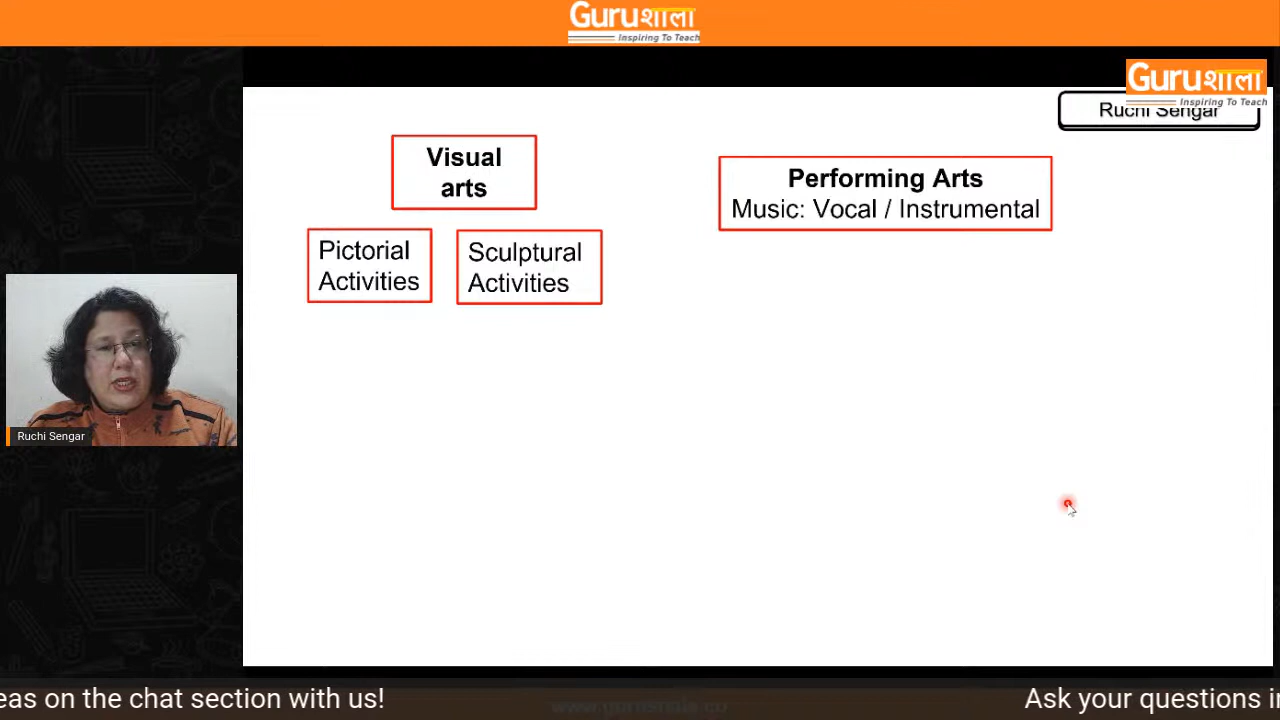 Guruशाला
Inspiring To Teach
Guruशाला
Inspiring To Teach
Ruchi Sengar
Visual
arts
Performing Arts
Music: Vocal / Instrumental
Pictorial
Activities
Sculptural
Activities
Ruchi Sengar
eas on the chat section with us!
Ask your questions i